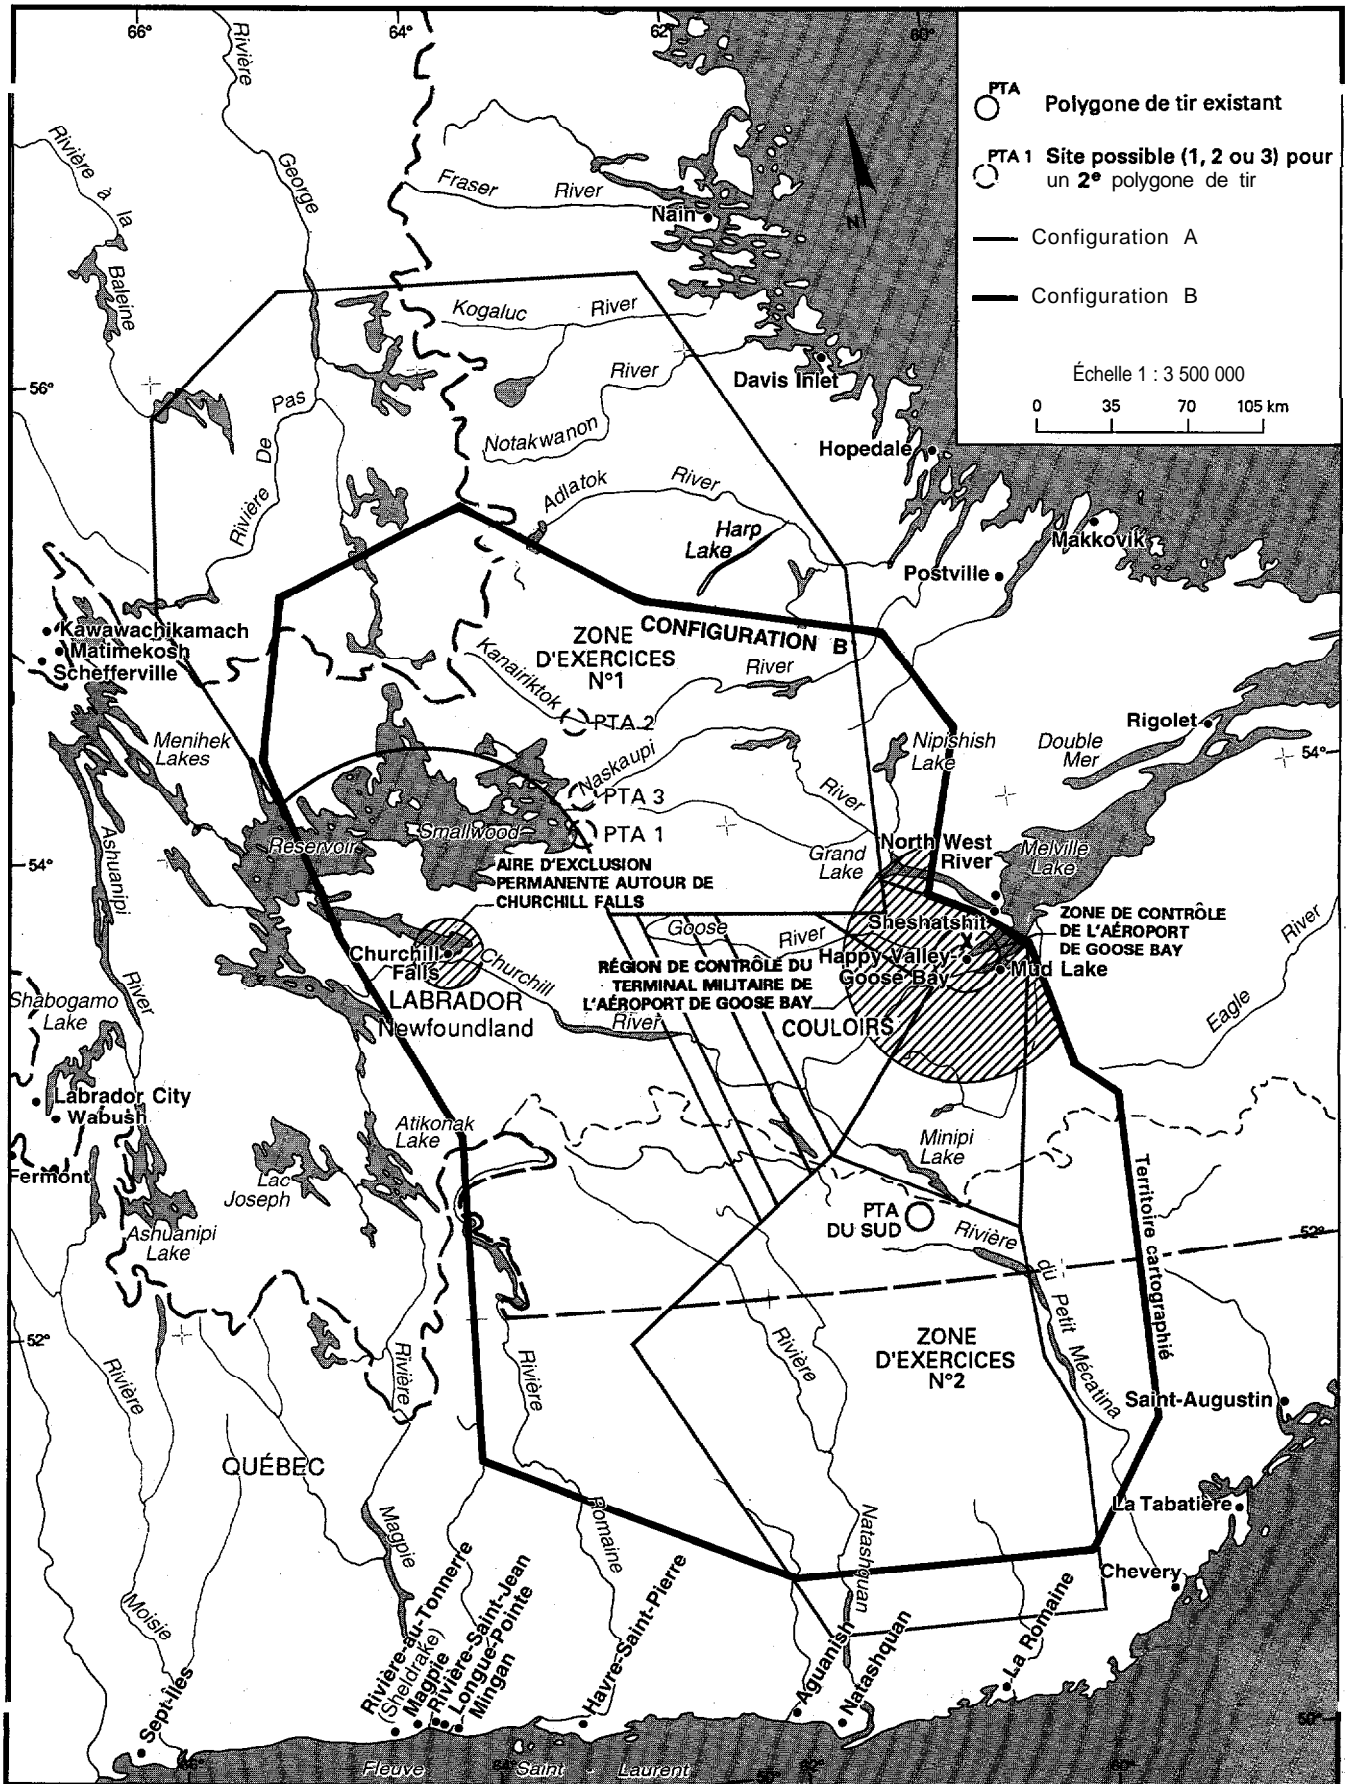 66°
64°
62°
60°
PTA
Polygone de tir existant
PTA 1
Site possible (1, 2 ou 3) pour
un 2e polygone de tir
Configuration A
Configuration B
Échelle 1 : 3 500 000
0 35 70 105 km
N
Rivière
George
Rivière à la
Baleine
Fraser River
Nain
Kogaluc River
River
Davis Inlet
56°
Rivière De Pas
Notakwanon
Hopedale
Adlatok River
Harp
Lake
Makkovik
Postville
Kawawachikamach
Matimekosh
Schefferville
ZONE
D'EXERCICES
N°1
CONFIGURATION B
Kanairiktok
River
PTA 2
Rigolet
Menihek
Lakes
Nipishish
Lake
Double
Mer
54°
Naskaupi
River
PTA 3
PTA 1
Smallwood
Reservoir
Ashuanipi
River
54°
Grand
Lake
North West
River
Melville
Lake
AIRE D'EXCLUSION
PERMANENTE AUTOUR DE
CHURCHILL FALLS
Sheshatshit
ZONE DE CONTRÔLE
DE L'AÉROPORT
DE GOOSE BAY
Goose
River
Churchill
Falls
Churchill
River
RÉGION DE CONTRÔLE DU
TERMINAL MILITAIRE DE
L'AÉROPORT DE GOOSE BAY
Happy Valley-
Goose Bay
Mud Lake
Eagle
River
LABRADOR
Newfoundland
COULOIRS
Shabogamo
Lake
Labrador City
Wabush
Fermont
Atikonak
Lake
Minipi
Lake
Lac
Joseph
Ashuanipi
Lake
PTA
DU SUD
Rivière
du Petit Mécatina
Territoire cartographié
52°
52°
ZONE
D'EXERCICES
N°2
Rivière
Rivière
Rivière
Rivière
Saint-Augustin
QUÉBEC
La Tabatière
Magpie
Romaine
Natashquan
Chevery
(Moisie
Sept-Îles
Rivière-au-Tonnerre
(Sheldrake)
Magpie
Rivière-Saint-Jean
Longue-Pointe
Mingan
Havre-Saint-Pierre
Aguanish
Natashquan
La Romaine
50°
Fleuve Saint - Laurent